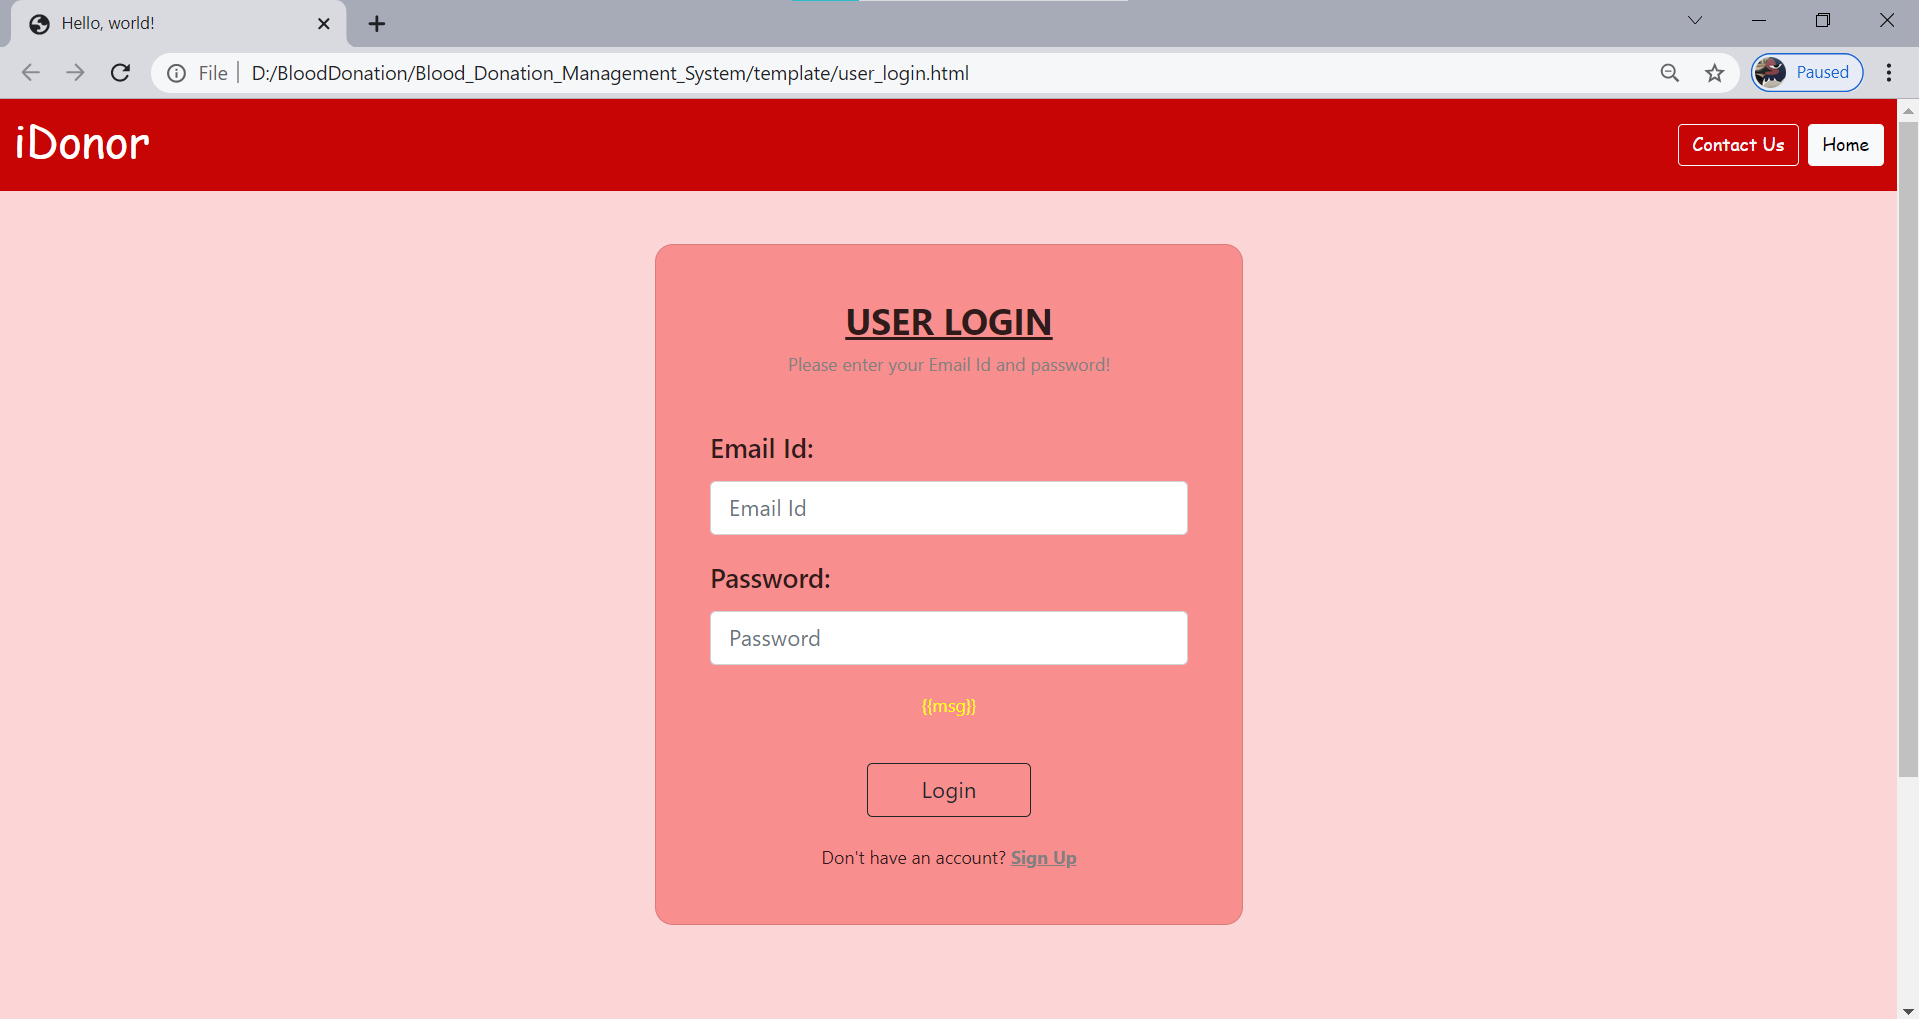 Hello, world!
File D:/BloodDonation/Blood_Donation_Management_System/template/user_login.html
Paused
iDonor
Contact Us Home
USER LOGIN
Please enter your Email Id and password!
Email Id:
Email Id
Password:
Password
{{msg}}
Login
Don't have an account? Sign Up